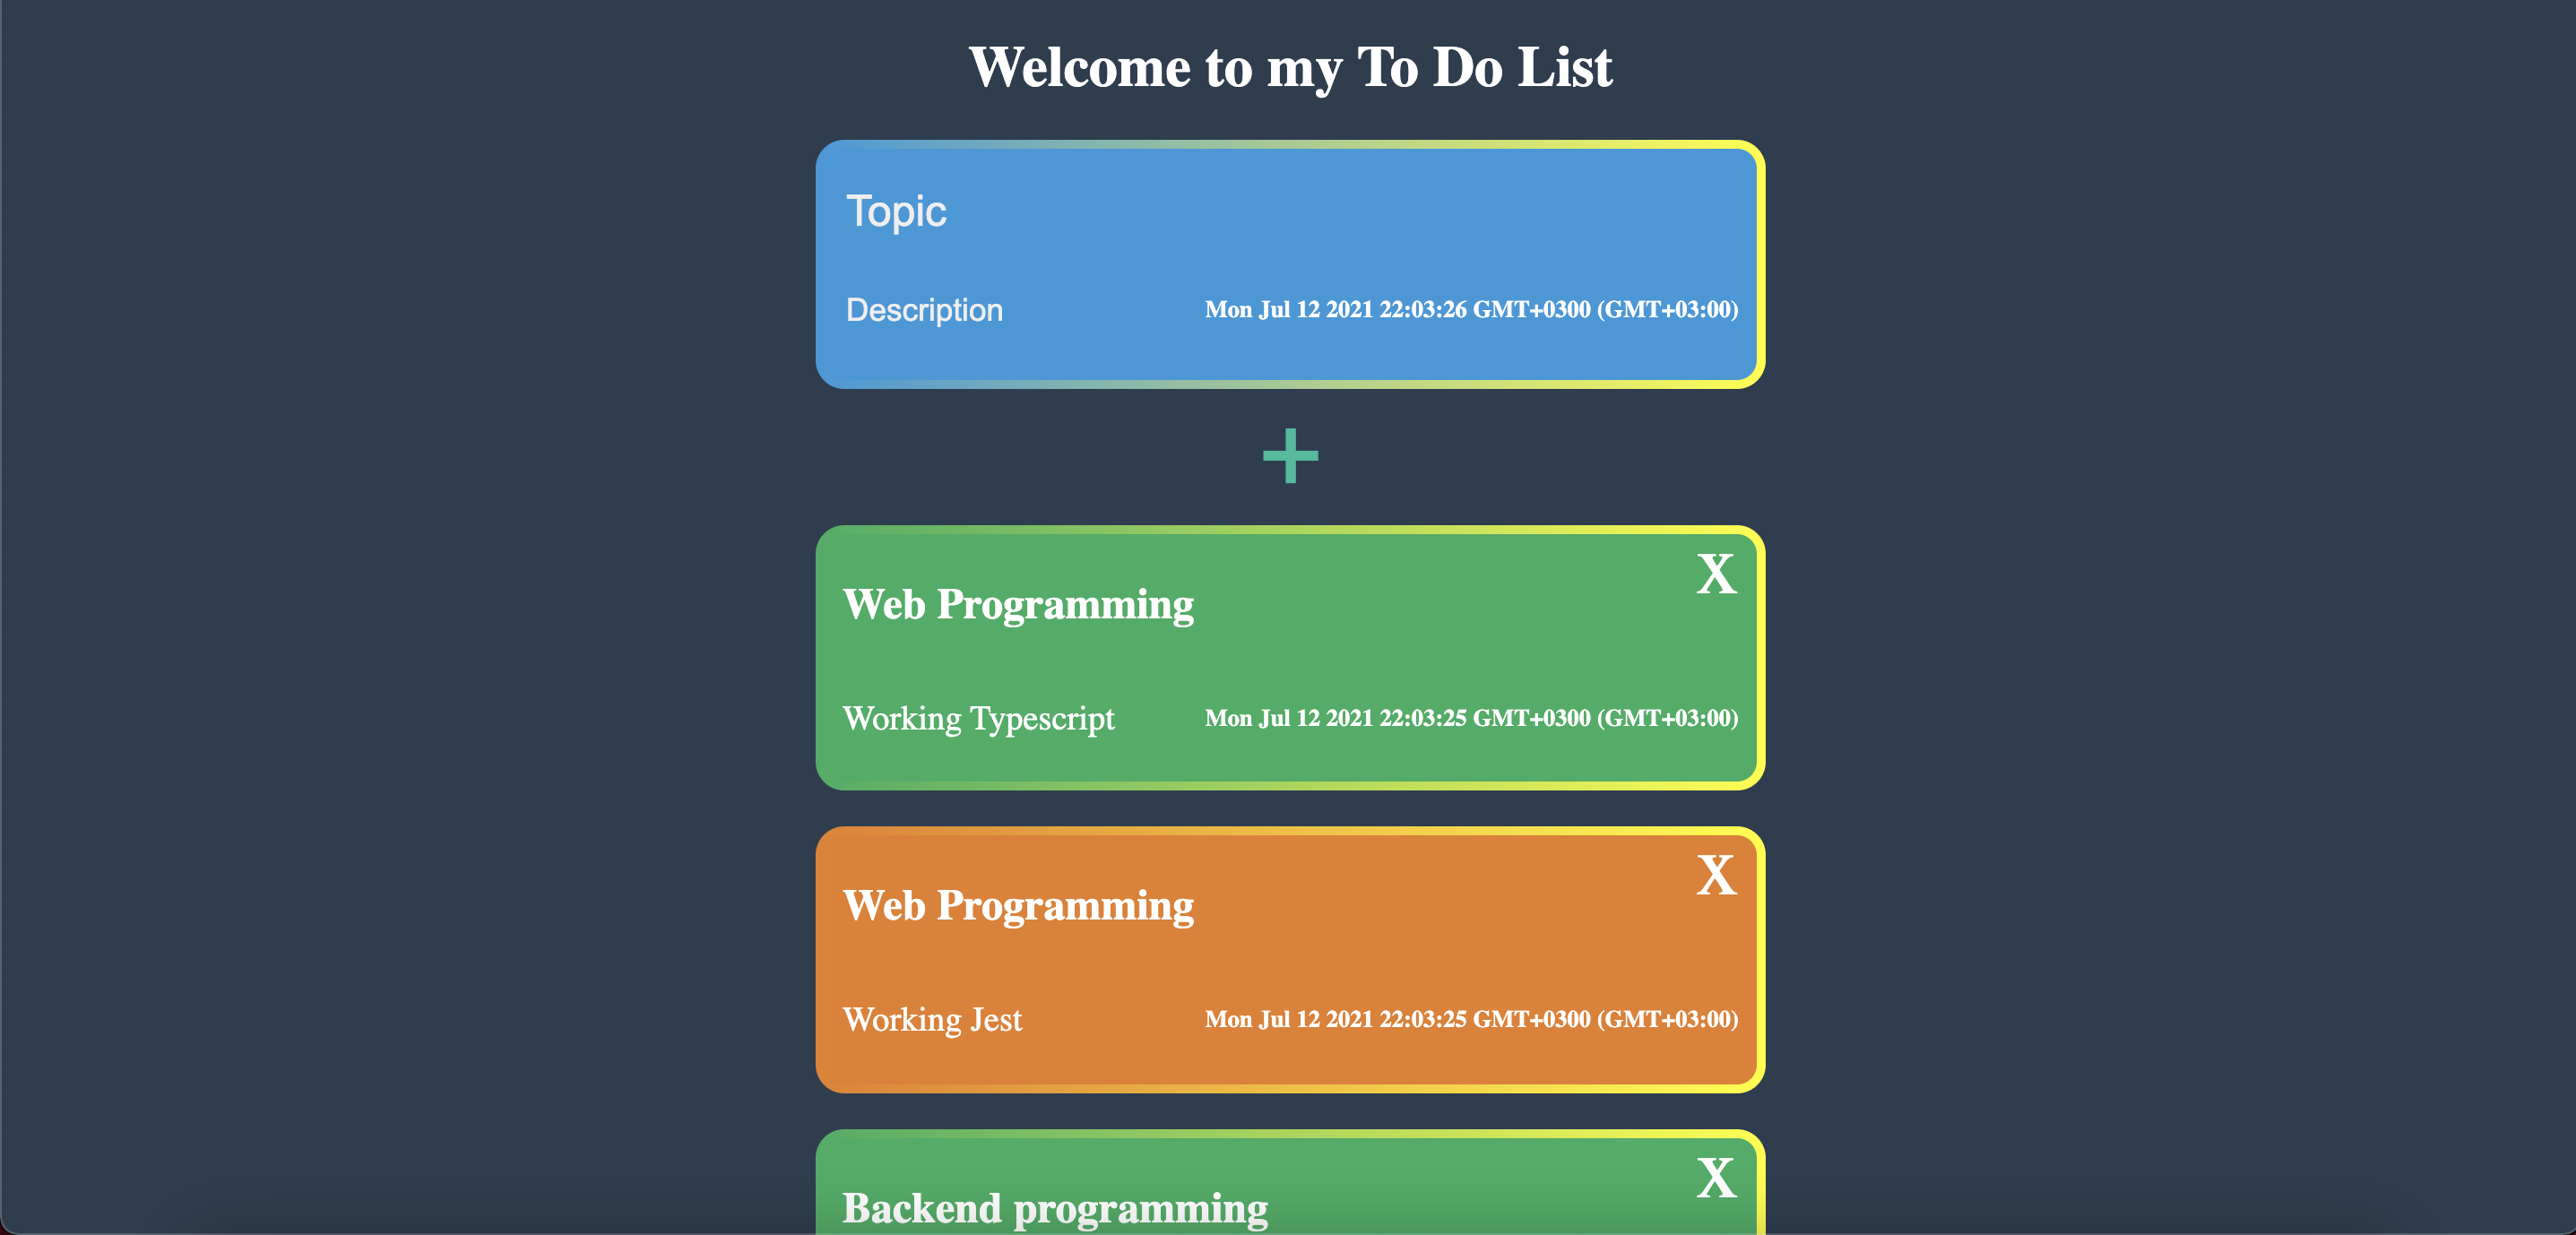 Welcome to my To Do List
Topic
Description Mon Jul 12 2021 22:03:26 GMT+0300 (GMT+03:00)
+
X
Web Programming
Working Typescript Mon Jul 12 2021 22:03:25 GMT+0300 (GMT+03:00)
X
Web Programming
Working Jest Mon Jul 12 2021 22:03:25 GMT+0300 (GMT+03:00)
X
Backend programming